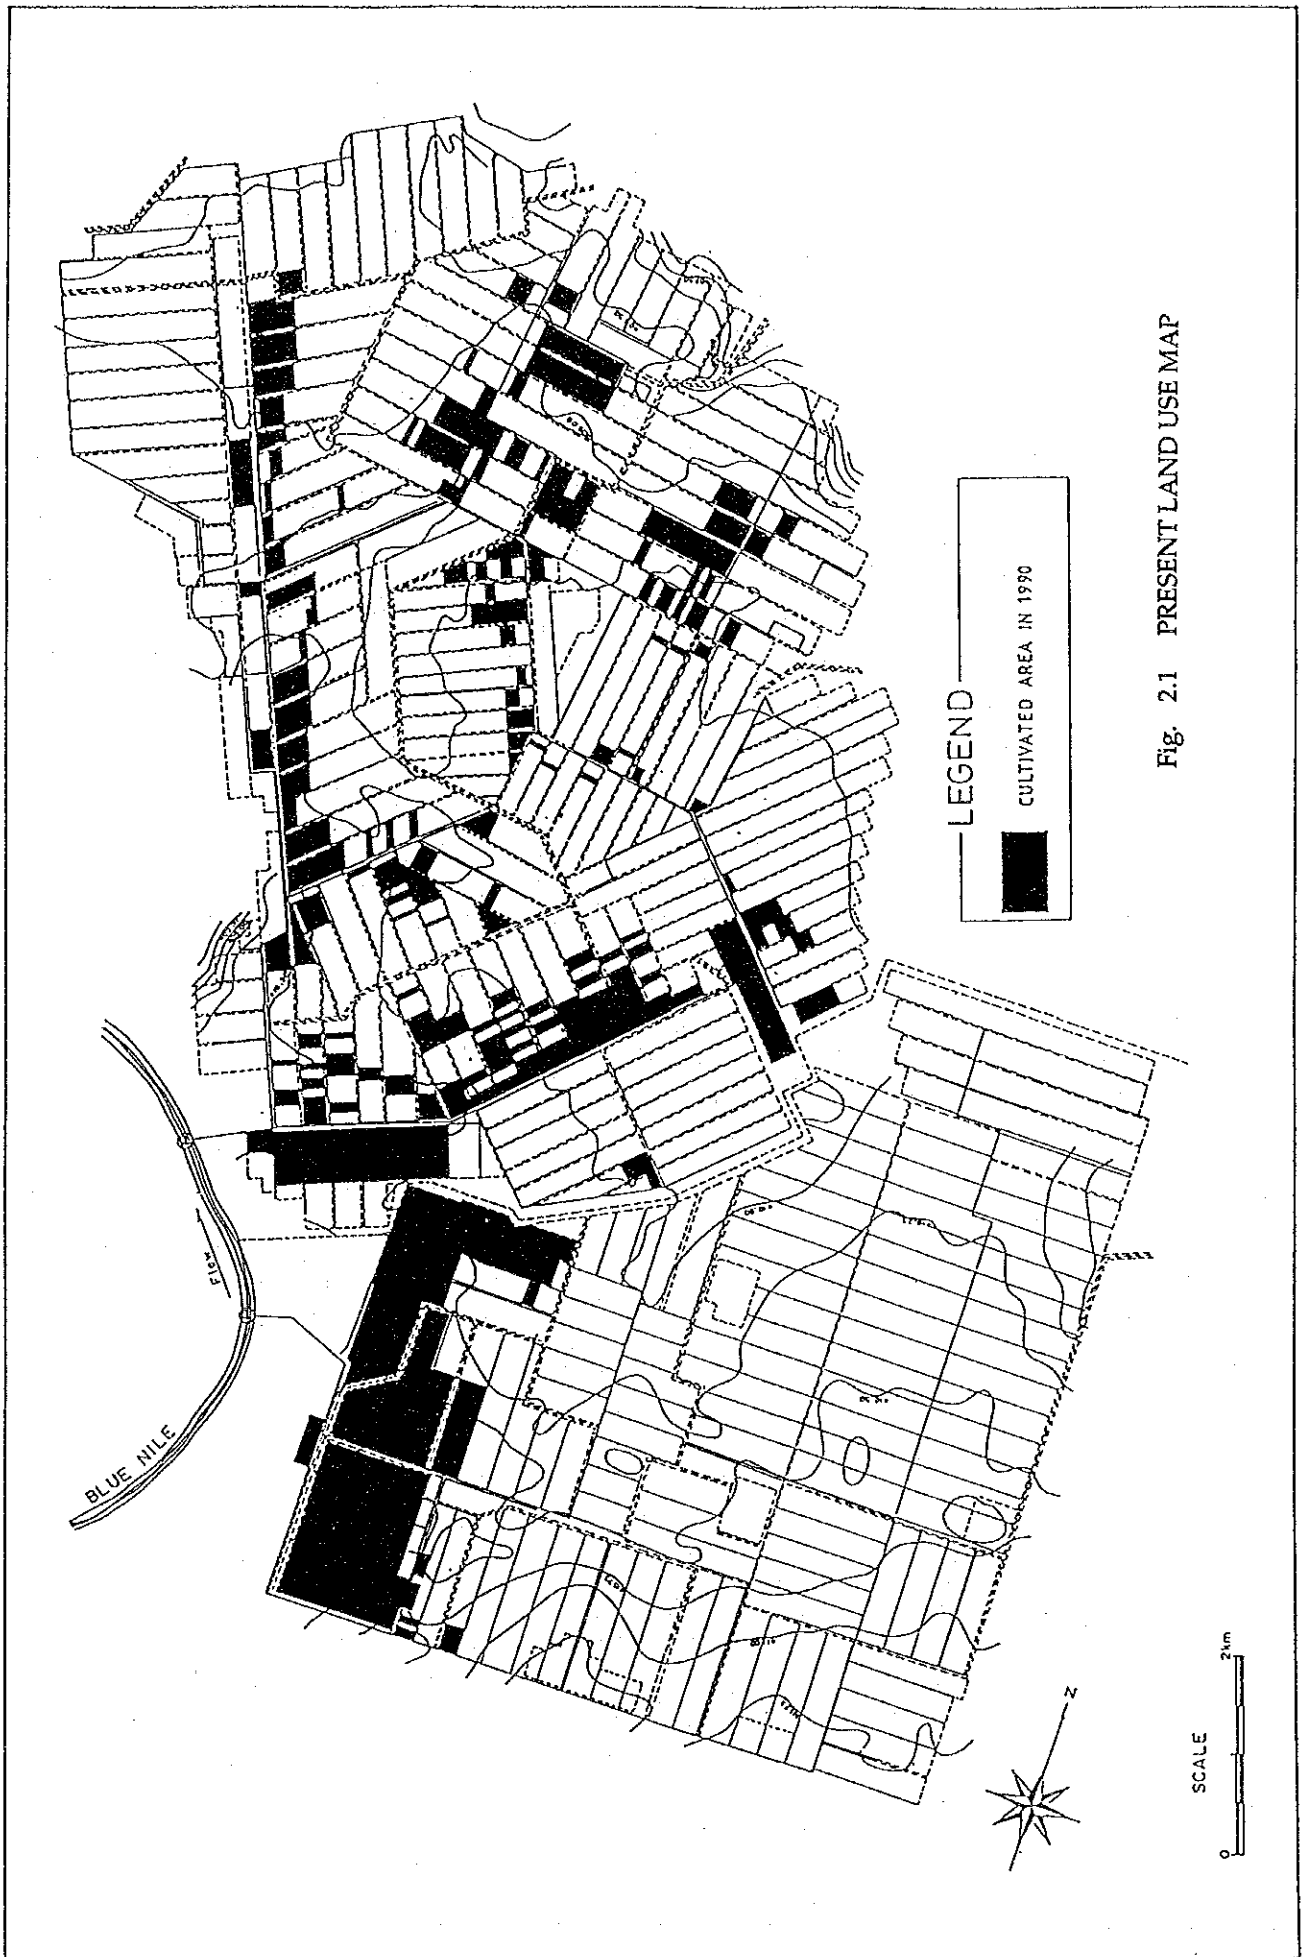 BLUE NILE
Flow
LEGEND
CULTIVATED AREA IN 1990
SCALE
0 2km
N
Fig. 2.1 PRESENT LAND USE MAP